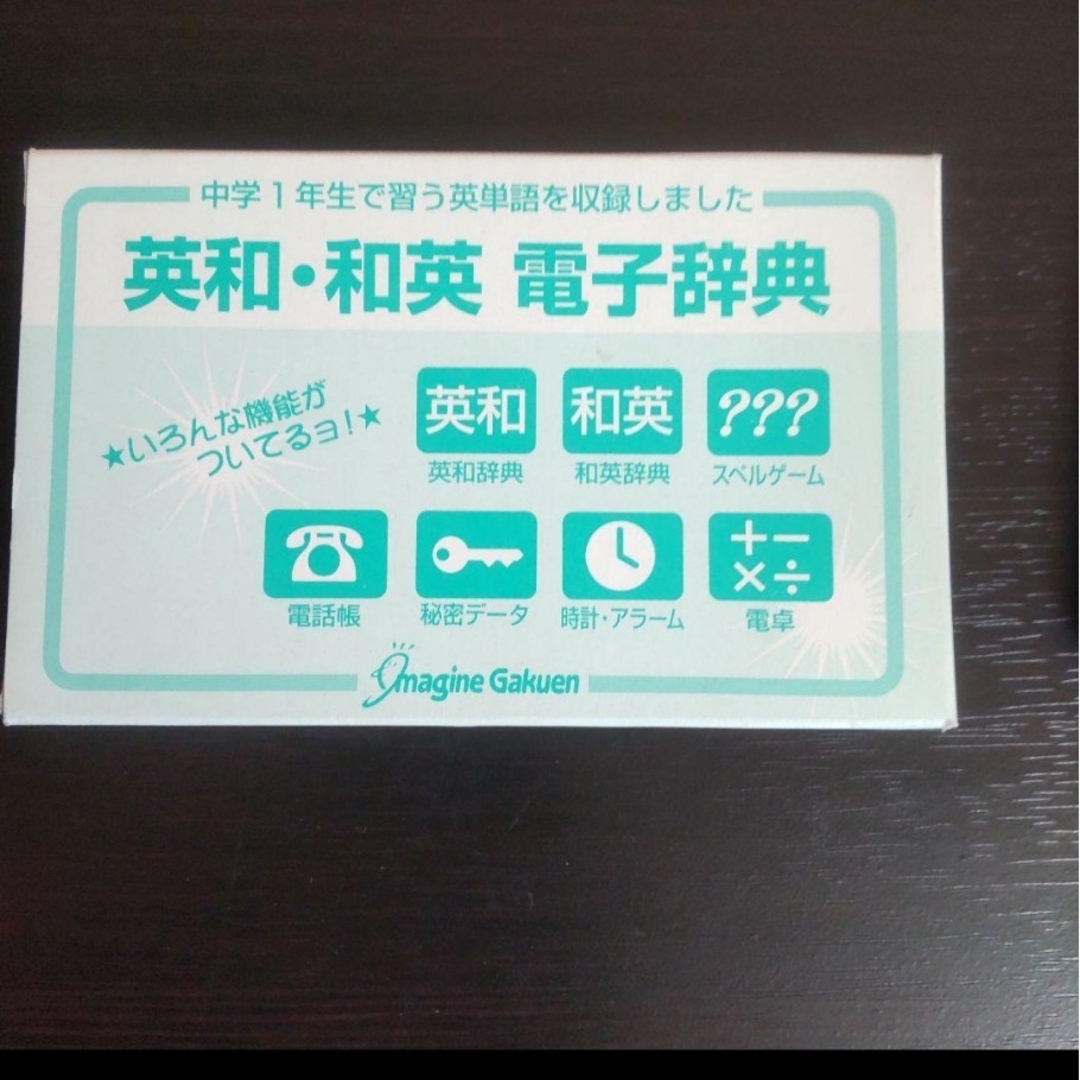 中学1年生で習う英単語を収録しました
英和・和英 電子辞典
★いろんな機能が
ついてるヨ!★
英和 和英 ???
英和辞典 和英辞典 スペルゲーム
+−
×÷
電話帳 秘密データ 時計・アラーム 電卓
Imagine Gakuen